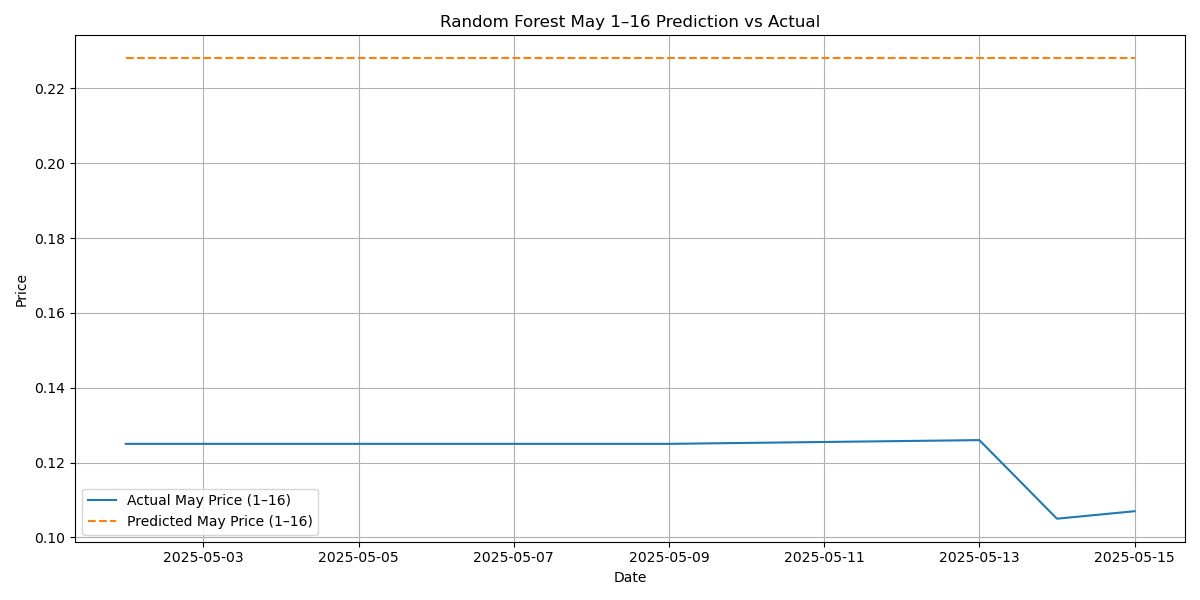 Random Forest May 1–16 Prediction vs Actual
Price
0.22
0.20
0.18
0.16
0.14
0.12
0.10
Actual May Price (1–16)
Predicted May Price (1–16)
2025-05-03 2025-05-05 2025-05-07 2025-05-09 2025-05-11 2025-05-13 2025-05-15
Date